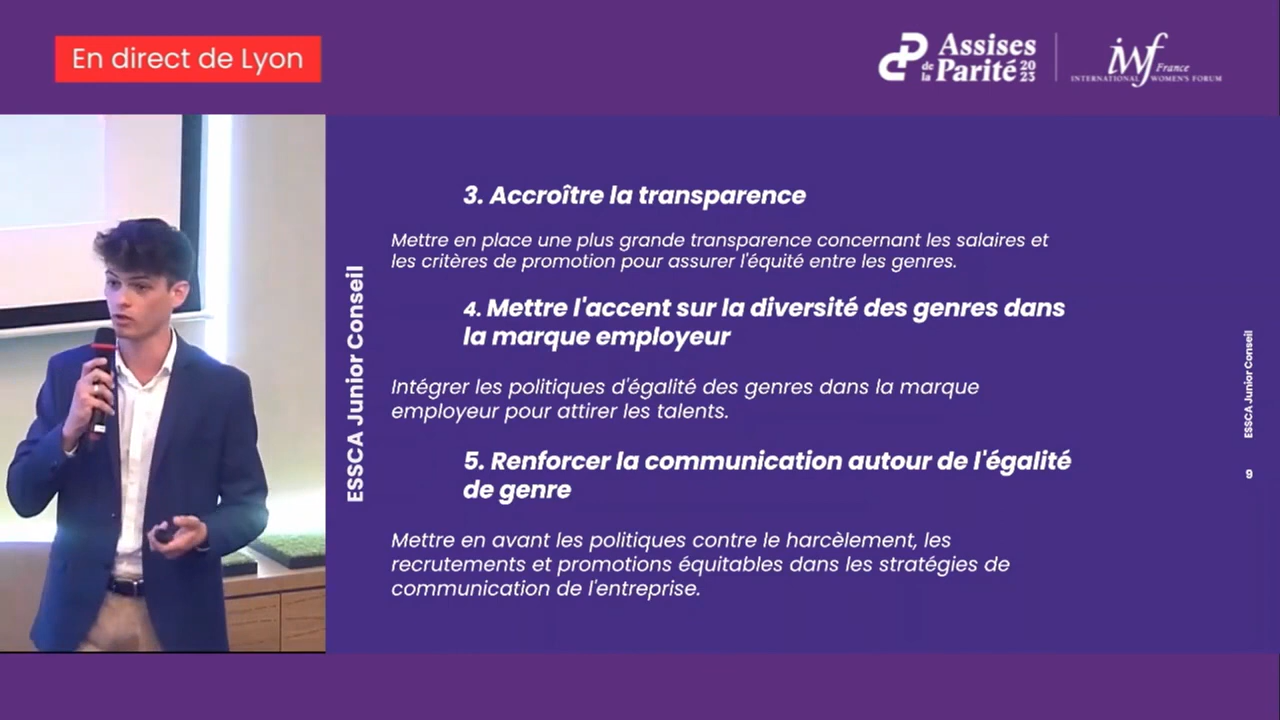 En direct de Lyon
Assises
de la Parité 2023
iwf France
INTERNATIONAL WOMEN'S FORUM
3. Accroître la transparence
Mettre en place une plus grande transparence concernant les salaires et
les critères de promotion pour assurer l'équité entre les genres.
4. Mettre l'accent sur la diversité des genres dans
la marque employeur
Intégrer les politiques d'égalité des genres dans la marque
employeur pour attirer les talents.
5. Renforcer la communication autour de l'égalité
de genre
Mettre en avant les politiques contre le harcèlement, les
recrutements et promotions équitables dans les stratégies de
communication de l'entreprise.
ESSCA Junior Conseil
ESSCA Junior Conseil
9